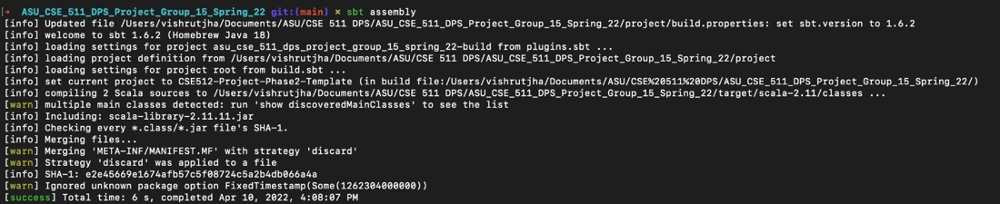 [→  ASU_CSE_511_DPS_Project_Group_15_Spring_22 git:(main) × sbt assembly
[info] Updated file /Users/vishrutjha/Documents/ASU/CSE 511 DPS/ASU_CSE_511_DPS_Project_Group_15_Spring_22/project/build.properties: set sbt.version to 1.6.2
[info] welcome to sbt 1.6.2 (Homebrew Java 18)
[info] loading settings for project asu_cse_511_dps_project_group_15_spring_22-build from plugins.sbt ...
[info] loading project definition from /Users/vishrutjha/Documents/ASU/CSE 511 DPS/ASU_CSE_511_DPS_Project_Group_15_Spring_22/project
[info] loading settings for project root from build.sbt ...
[info] set current project to CSE512-Project-Phase2-Template (in build file:/Users/vishrutjha/Documents/ASU/CSE%20511%20DPS/ASU_CSE_511_DPS_Project_Group_15_Spring_22/)
[info] compiling 2 Scala sources to /Users/vishrutjha/Documents/ASU/CSE 511 DPS/ASU_CSE_511_DPS_Project_Group_15_Spring_22/target/scala-2.11/classes ...
[warn] multiple main classes detected: run 'show discoveredMainClasses' to see the list
[info] Including: scala-library-2.11.11.jar
[info] Checking every *.class/*.jar file's SHA-1.
[info] Merging files...
[warn] Merging 'META-INF/MANIFEST.MF' with strategy 'discard'
[warn] Strategy 'discard' was applied to a file
[info] SHA-1: e2e45669e1674afb57c5f08724c5a2b4db066a4a
[warn] Ignored unknown package option FixedTimestamp(Some(1262304000000))
[success] Total time: 6 s, completed Apr 10, 2022, 4:08:07 PM